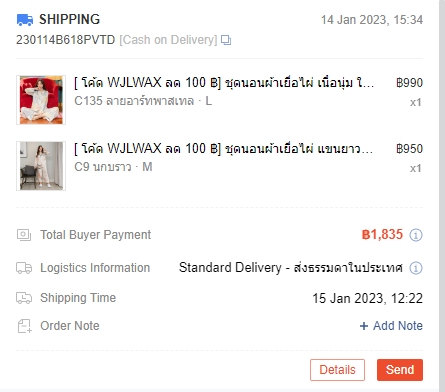 SHIPPING
14 Jan 2023, 15:34
230114B618PVTD [Cash on Delivery]
[ โค้ด WJLWAX ลด 100 ฿] ชุดนอนผ้าเยื่อไผ่ เนื้อนุ่ม ใ...
฿990
C135 ลายอาร์ทพาสเทล · L
x1
[ โค้ด WJLWAX ลด 100 ฿] ชุดนอนผ้าเยื่อไผ่ แขนยาว...
฿950
C9 นกบราว · M
x1
Total Buyer Payment
฿1,835
Logistics Information
Standard Delivery - ส่งธรรมดาในประเทศ
Shipping Time
15 Jan 2023, 12:22
Order Note
+ Add Note
Details
Send